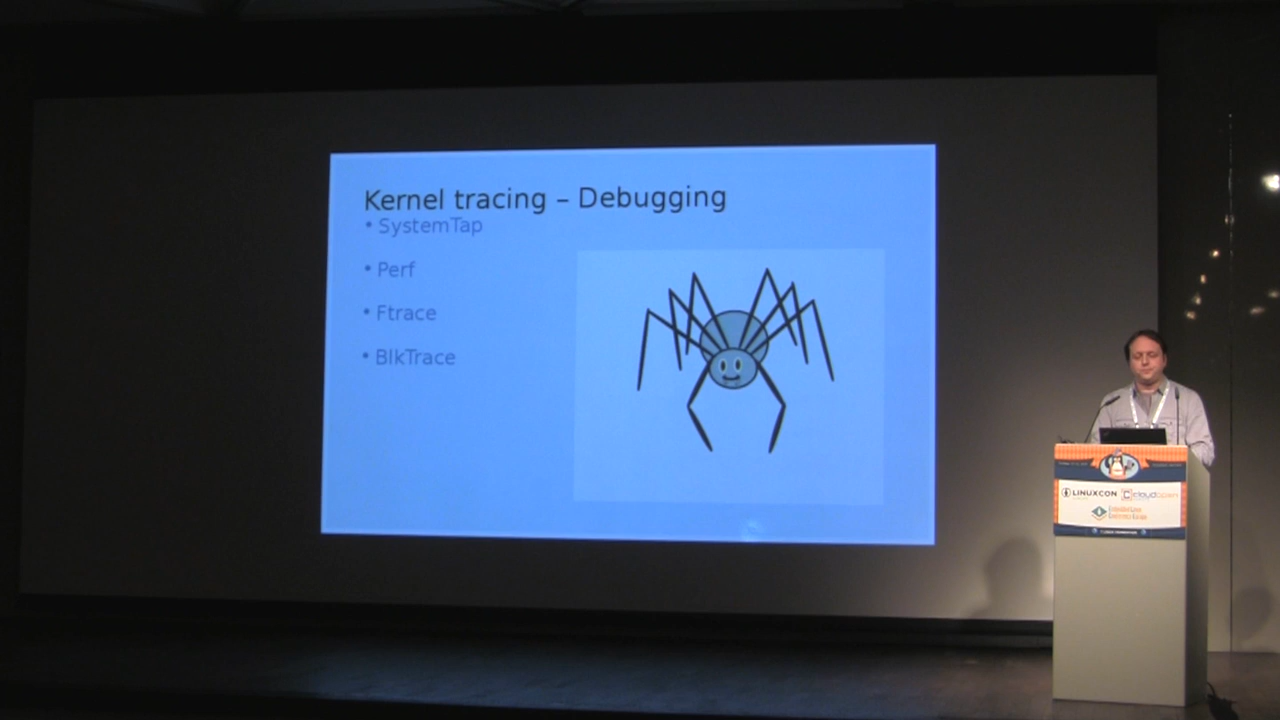 Kernel tracing – Debugging
• SystemTap
• Perf
• Ftrace
• BlkTrace
LINUXCON
cloudopen